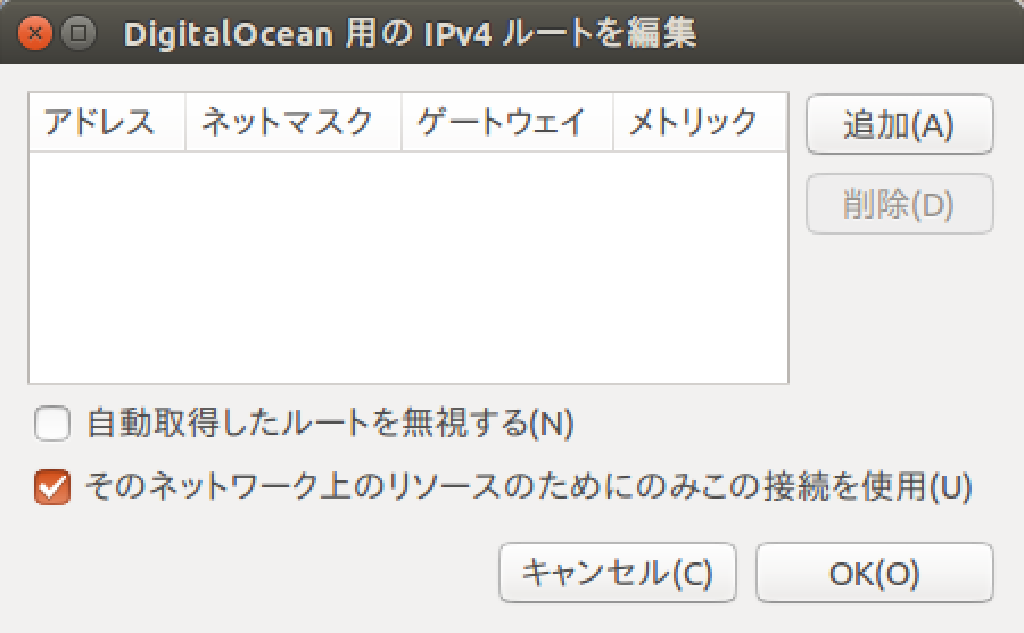 DigitalOcean 用の IPv4 ルートを編集
アドレス ネットマスク ゲートウェイ メトリック
追加(A)
削除(D)
自動取得したルートを無視する(N)
そのネットワーク上のリソースのためにのみこの接続を使用(U)
キャンセル(C) OK(O)